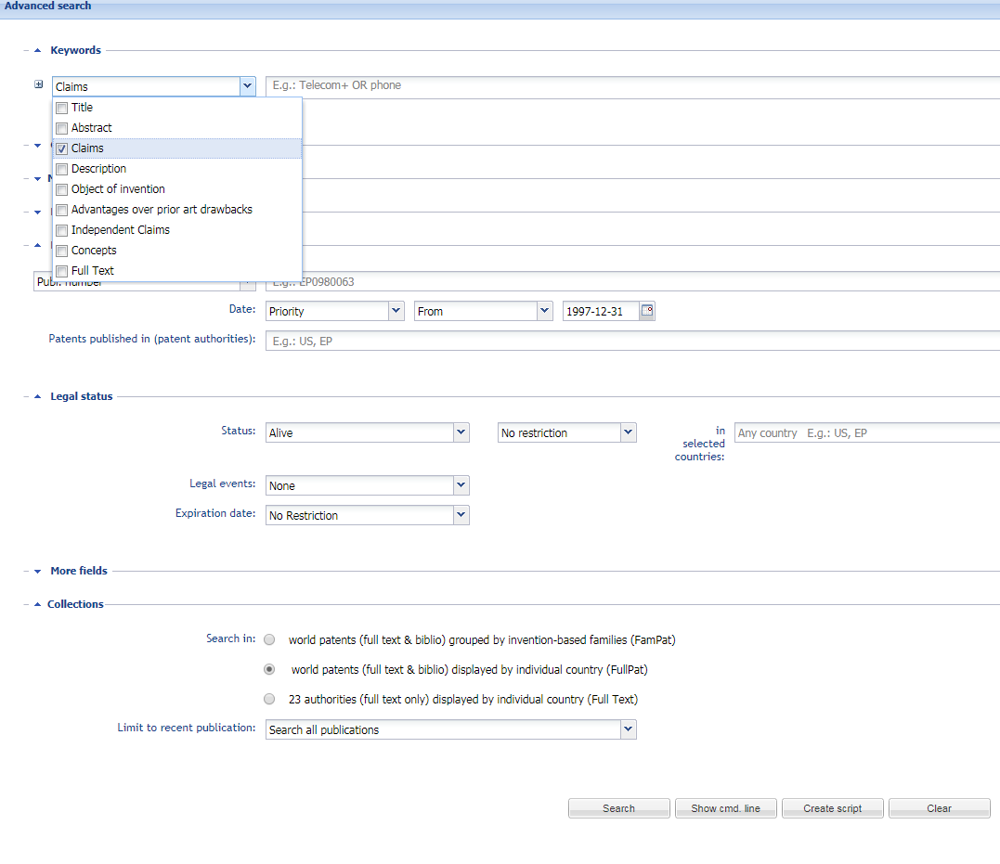 Advanced search
Keywords
Claims E.g.: Telecom+ OR phone
Title
Abstract
Claims
Description
Object of invention
Advantages over prior art drawbacks
Independent Claims
Concepts
Full Text
Publ. number E.g.: EP0980063
Date: Priority From 1997-12-31
Patents published in (patent authorities): E.g.: US, EP
Legal status
Status: Alive No restriction in selected countries: Any country E.g.: US, EP
Legal events: None
Expiration date: No Restriction
More fields
Collections
Search in: world patents (full text & biblio) grouped by invention-based families (FamPat)
world patents (full text & biblio) displayed by individual country (FullPat)
23 authorities (full text only) displayed by individual country (Full Text)
Limit to recent publication: Search all publications
Search Show cmd. line Create script Clear